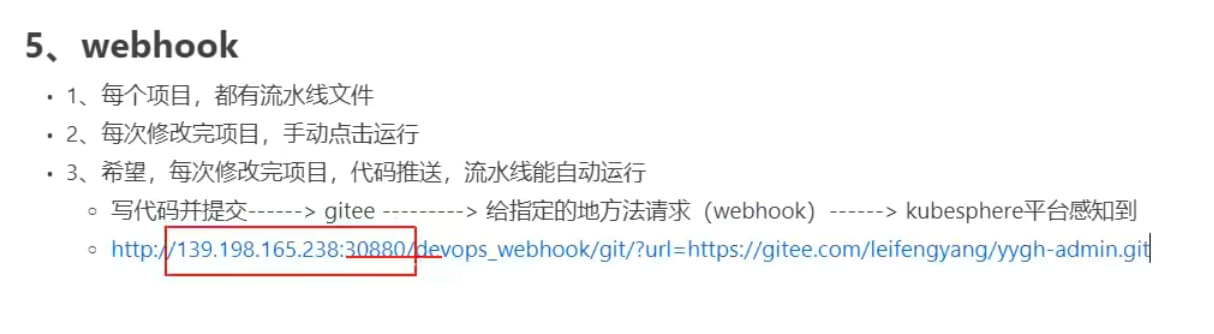 5、webhook
• 1、每个项目，都有流水线文件
• 2、每次修改完项目，手动点击运行
• 3、希望，每次修改完项目，代码推送，流水线能自动运行
○ 写代码并提交------> gitee ---------> 给指定的地方法请求（webhook）------> kubesphere平台感知到
○ http://139.198.165.238:30880/devops_webhook/git/?url=https://gitee.com/leifengyang/yygh-admin.git